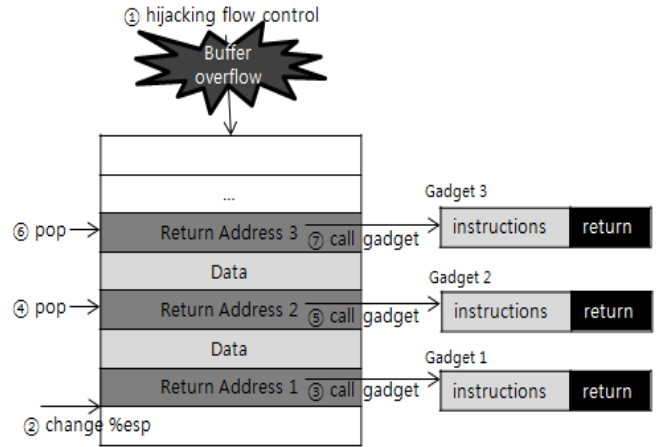 ① hijacking flow control
Buffer
overflow
...
Gadget 3
⑥ pop
Return Address 3
⑦ call gadget
instructions
return
Data
Gadget 2
④ pop
Return Address 2
⑤ call gadget
instructions
return
Data
Gadget 1
Return Address 1
③ call gadget
instructions
return
② change %esp